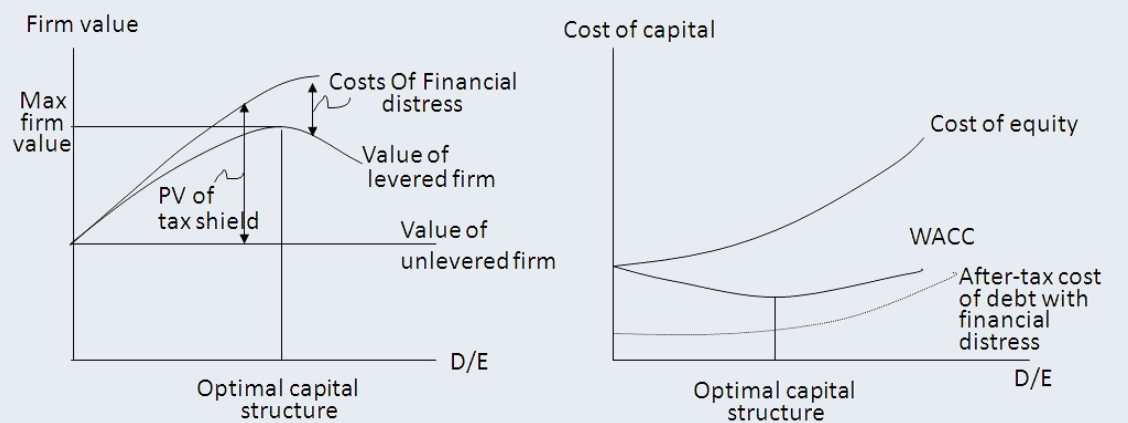 Firm value
Max
firm
value
Costs Of Financial
distress
Value of
levered firm
PV of
tax shield
Value of
unlevered firm
D/E
Optimal capital
structure
Cost of capital
Cost of equity
WACC
After-tax cost
of debt with
financial
distress
D/E
Optimal capital
structure